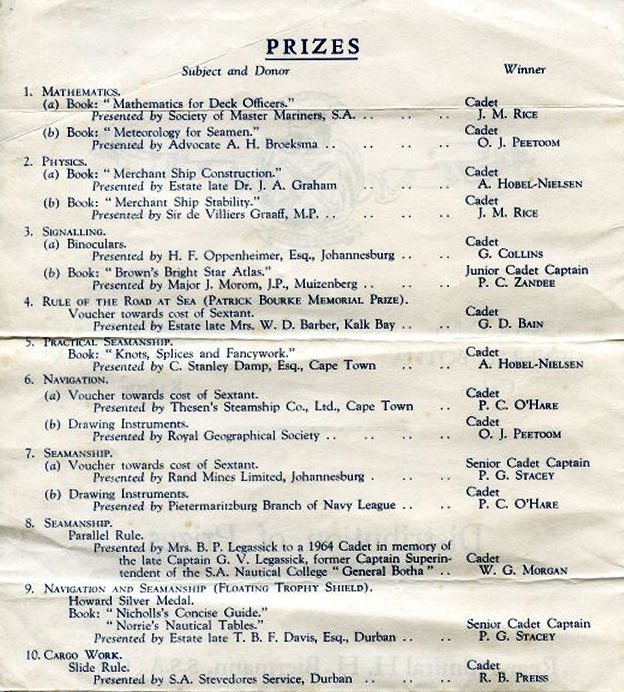 PRIZES
Subject and Donor Winner
1. MATHEMATICS.
(a) Book: "Mathematics for Deck Officers." Cadet
Presented by Society of Master Mariners, S.A. .. .. .. J. M. RICE
(b) Book: "Meteorology for Seamen." Cadet
Presented by Advocate A. H. Broeksma .. .. .. .. O. J. PEETOOM
2. PHYSICS.
(a) Book: "Merchant Ship Construction." Cadet
Presented by Estate late Dr. J. A. Graham .. .. .. A. HOBEL-NIELSEN
(b) Book: "Merchant Ship Stability." Cadet
Presented by Sir de Villiers Graaff, M.P. .. .. .. .. J. M. RICE
3. SIGNALLING.
(a) Binoculars. Cadet
Presented by H. F. Oppenheimer, Esq., Johannesburg .. .. .. G. COLLINS
(b) Book: "Brown's Bright Star Atlas." Junior Cadet Captain
Presented by Major J. Morom, J.P., Muizenberg .. .. .. P. C. ZANDEE
4. RULE OF THE ROAD AT SEA (PATRICK BOURKE MEMORIAL PRIZE).
Voucher towards cost of Sextant. Cadet
Presented by Estate late Mrs. W. D. Barber, Kalk Bay .. .. .. G. D. BAIN
5. PRACTICAL SEAMANSHIP.
Book: "Knots, Splices and Fancywork." Cadet
Presented by C. Stanley Damp, Esq., Cape Town .. .. A. HOBEL-NIELSEN
6. NAVIGATION.
(a) Voucher towards cost of Sextant. Cadet
Presented by Thesen's Steamship Co., Ltd., Cape Town .. .. P. C. O'HARE
(b) Drawing Instruments. Cadet
Presented by Royal Geographical Society .. .. .. .. O. J. PEETOOM
7. SEAMANSHIP.
(a) Voucher towards cost of Sextant. Senior Cadet Captain
Presented by Rand Mines Limited, Johannesburg . .. .. P. G. STACEY
(b) Drawing Instruments. Cadet
Presented by Pietermaritzburg Branch of Navy League .. .. .. P. C. O'HARE
8. SEAMANSHIP.
Parallel Rule.
Presented by Mrs. B. P. Legassick to a 1964 Cadet in memory of
the late Captain G. V. Legassick, former Captain Superin- Cadet
tendent of the S.A. Nautical College "General Botha" .. .. W. G. MORGAN
9. NAVIGATION AND SEAMANSHIP (FLOATING TROPHY SHIELD).
Howard Silver Medal.
Book: "Nicholls's Concise Guide."
"Norrie's Nautical Tables." Senior Cadet Captain
Presented by Estate late T. B. F. Davis, Esq., Durban .. .. .. P. G. STACEY
10. CARGO WORK.
Slide Rule. Cadet
Presented by S.A. Stevedores Service, Durban .. .. .. R. B. PREISS